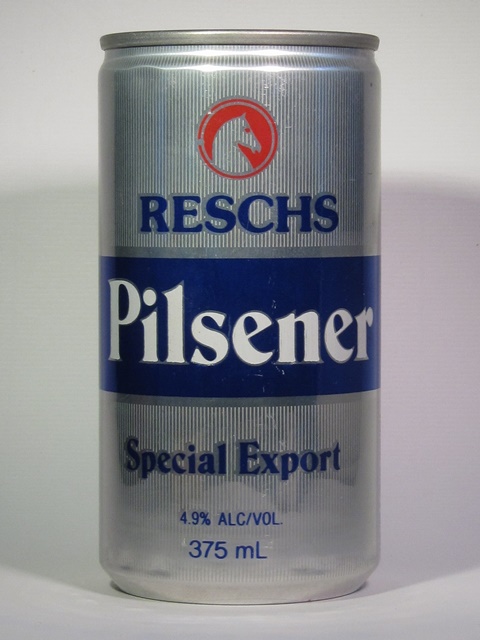 RESCHS
Pilsener
Special Export
4.9% ALC/VOL.
375 mL